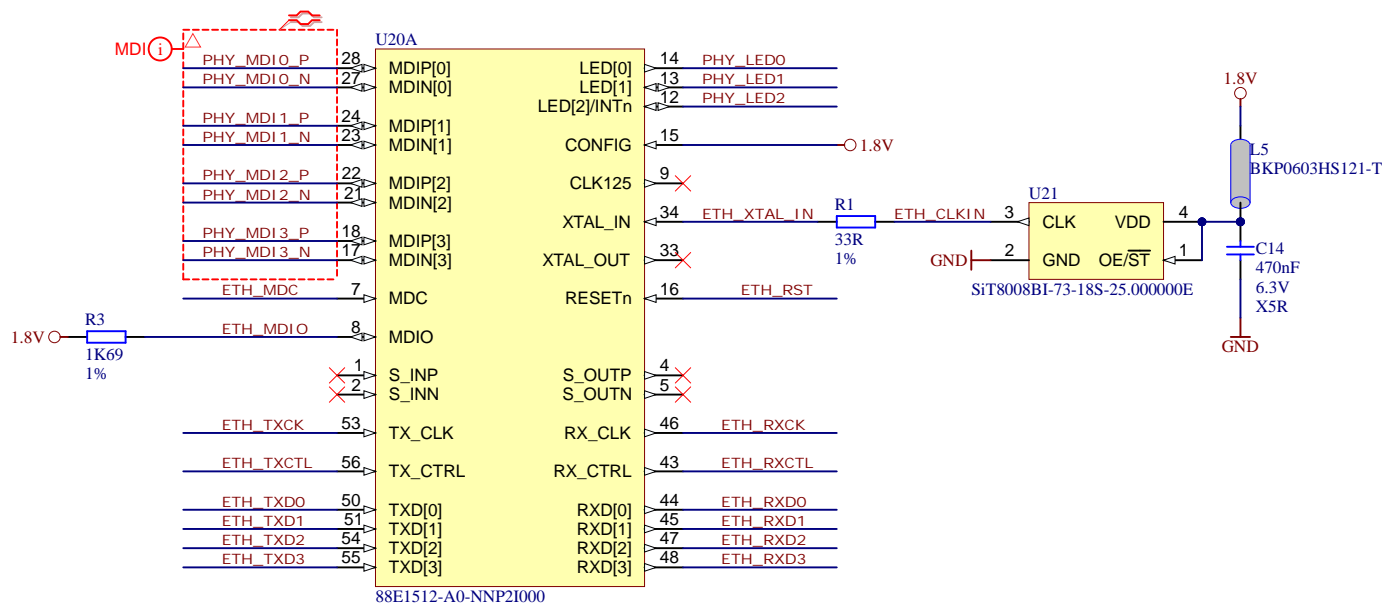 MDI i
U20A
PHY_MDI0_P 28 MDIP[0] LED[0] 14 PHY_LED0
PHY_MDI0_N 27 MDIN[0] LED[1] 13 PHY_LED1
LED[2]/INTn 12 PHY_LED2
PHY_MDI1_P 24 MDIP[1]
PHY_MDI1_N 23 MDIN[1] CONFIG 15 1.8V
PHY_MDI2_P 22 MDIP[2] CLK125 9
PHY_MDI2_N 21 MDIN[2]
XTAL_IN 34 ETH_XTAL_IN R1 ETH_CLKIN
33R
1%
PHY_MDI3_P 18 MDIP[3]
PHY_MDI3_N 17 MDIN[3] XTAL_OUT 33
ETH_MDC 7 MDC RESETn 16 ETH_RST
1.8V R3 ETH_MDIO 8 MDIO
1K69
1%
1 S_INP S_OUTP 4
2 S_INN S_OUTN 5
ETH_TXCK 53 TX_CLK RX_CLK 46 ETH_RXCK
ETH_TXCTL 56 TX_CTRL RX_CTRL 43 ETH_RXCTL
ETH_TXD0 50 TXD[0] RXD[0] 44 ETH_RXD0
ETH_TXD1 51 TXD[1] RXD[1] 45 ETH_RXD1
ETH_TXD2 54 TXD[2] RXD[2] 47 ETH_RXD2
ETH_TXD3 55 TXD[3] RXD[3] 48 ETH_RXD3
88E1512-A0-NNP2I000
U21
3 CLK VDD 4
GND 2 GND OE/ST 1
SiT8008BI-73-18S-25.000000E
1.8V
L5
BKP0603HS121-T
C14
470nF
6.3V
X5R
GND